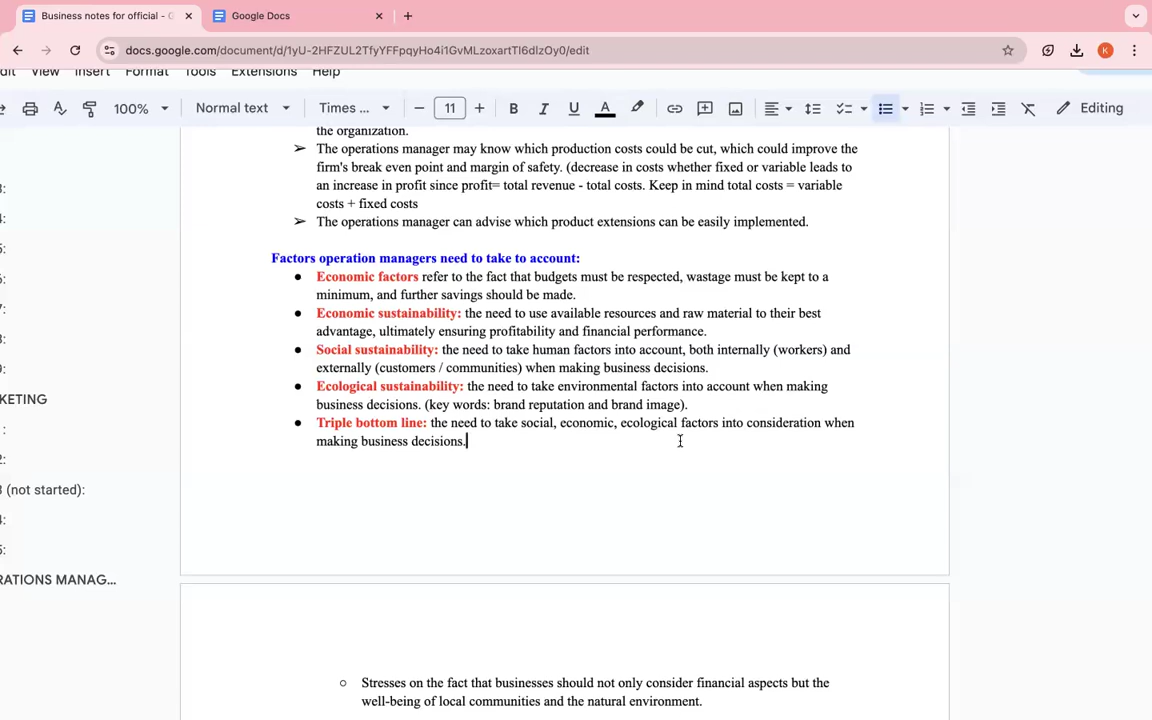 Business notes for official - G
Google Docs
docs.google.com/document/d/1yU-2HFZUL2TfyYFFpqyHo4i1GvMLzoxartTI6dIzOy0/edit
K
dit View Insert Format Tools Extensions Help
100% Normal text Times ... 11 Editing
the organization.
➢ The operations manager may know which production costs could be cut, which could improve the
firm's break even point and margin of safety. (decrease in costs whether fixed or variable leads to
an increase in profit since profit= total revenue - total costs. Keep in mind total costs = variable
costs + fixed costs
➢ The operations manager can advise which product extensions can be easily implemented.
Factors operation managers need to take to account:
● Economic factors refer to the fact that budgets must be respected, wastage must be kept to a
minimum, and further savings should be made.
● Economic sustainability: the need to use available resources and raw material to their best
advantage, ultimately ensuring profitability and financial performance.
● Social sustainability: the need to take human factors into account, both internally (workers) and
externally (customers / communities) when making business decisions.
● Ecological sustainability: the need to take environmental factors into account when making
business decisions. (key words: brand reputation and brand image).
● Triple bottom line: the need to take social, economic, ecological factors into consideration when
making business decisions.
○ Stresses on the fact that businesses should not only consider financial aspects but the
well-being of local communities and the natural environment.
3:
4:
5:
6:
7:
3:
9:
KETING
:
2:
3 (not started):
4:
5:
RATIONS MANAG...